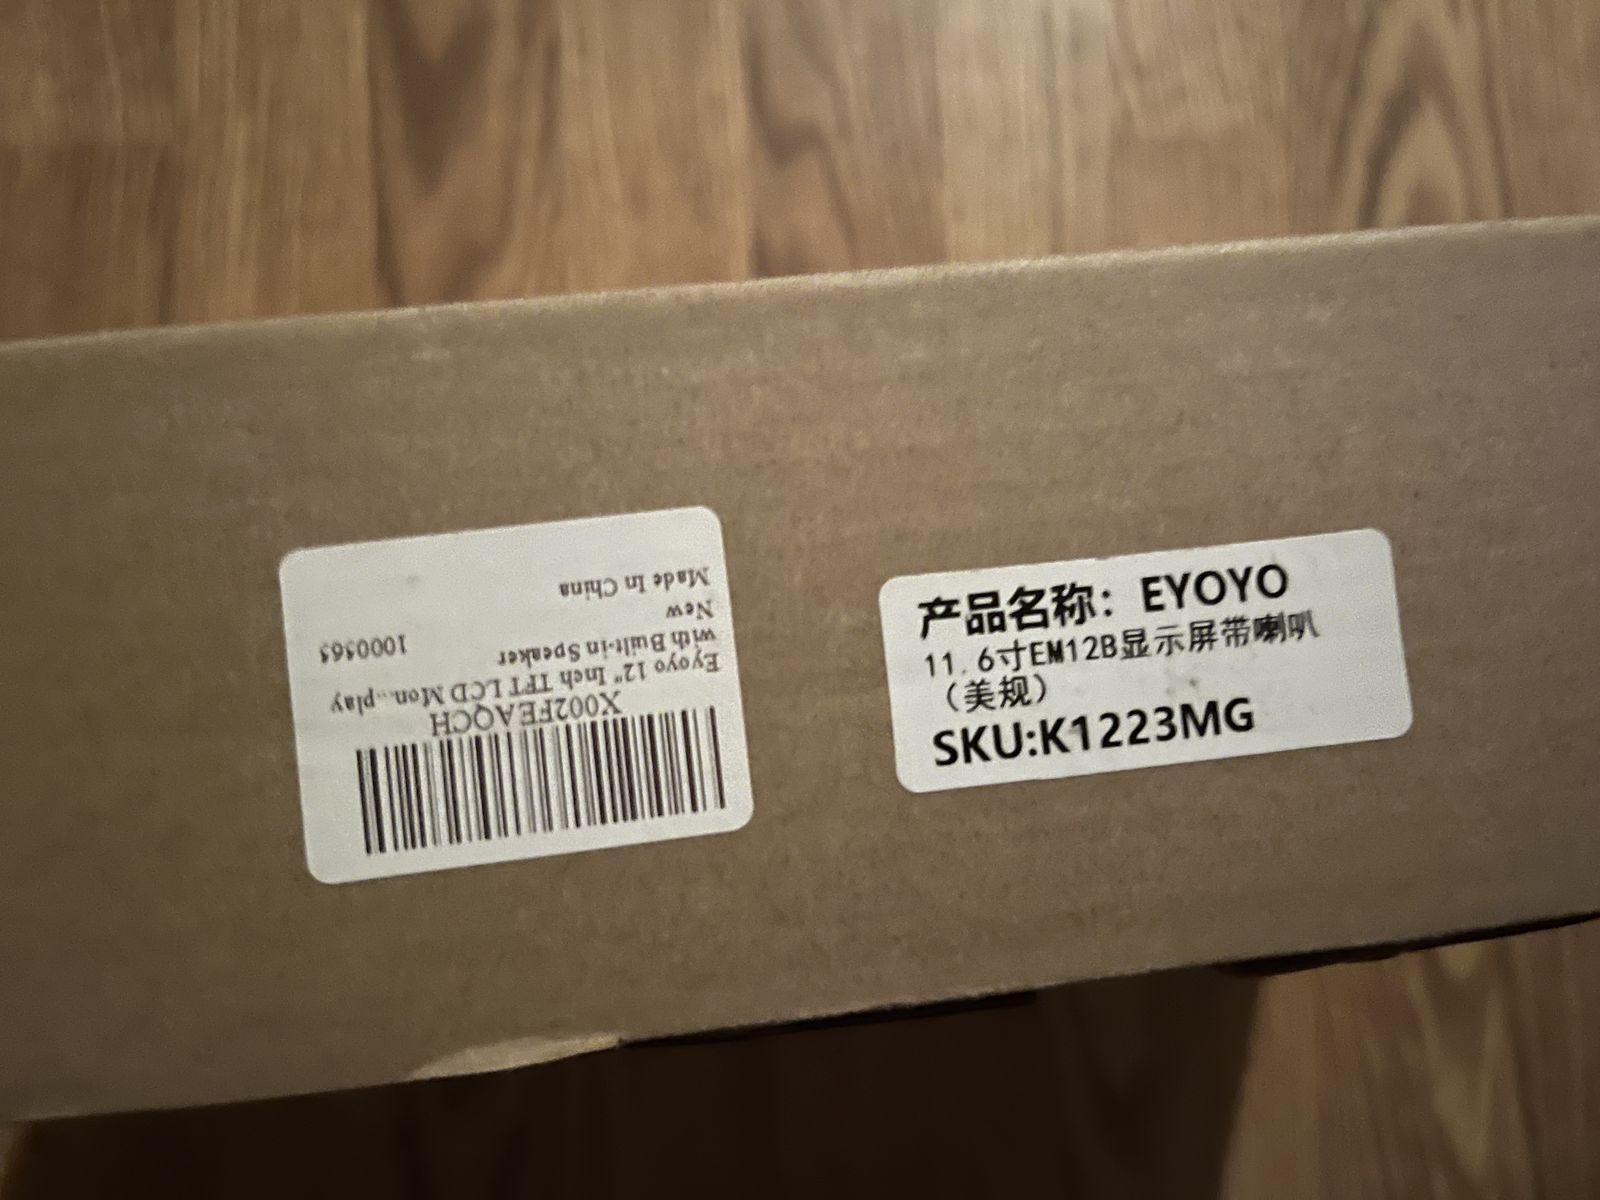 X002FEAQCH
Eyoyo 12" Inch TFT LCD Mon...play
with Built-in Speaker
New
1000565
Made In China
产品名称：EYOYO
11.6寸EM12B显示屏带喇叭
（美规）
SKU:K1223MG